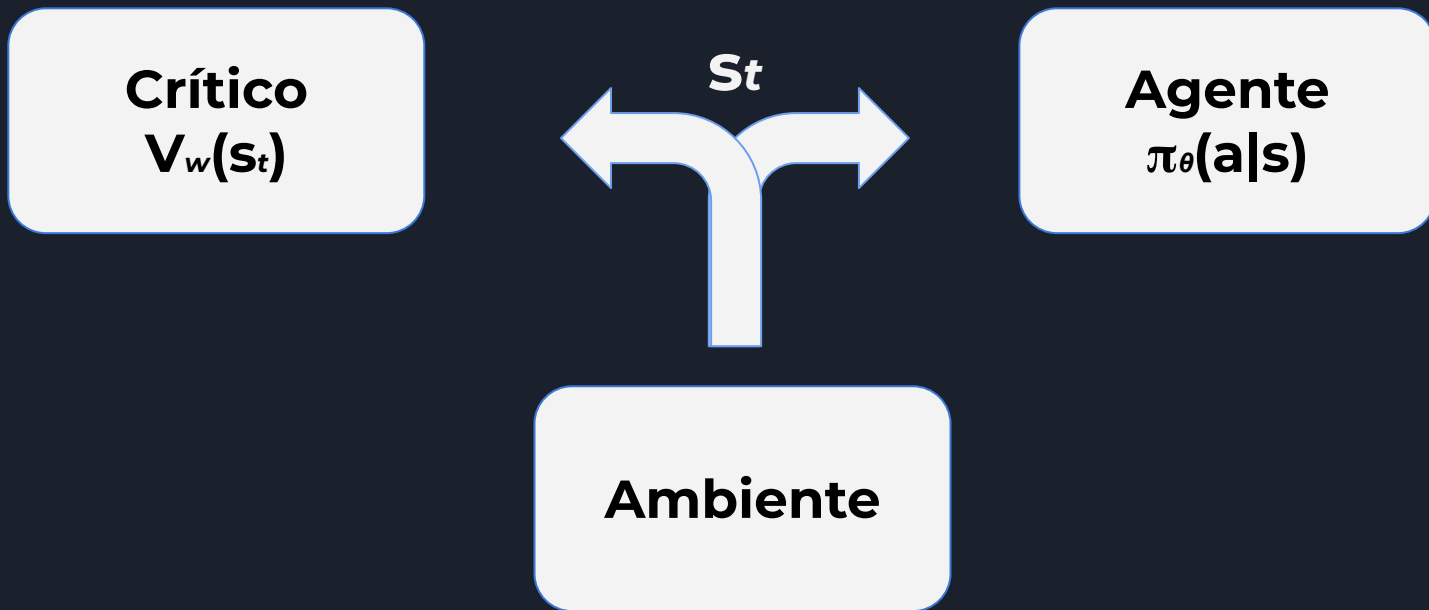 Crítico
Vw(st)
St
Agente
πθ(a|s)
Ambiente